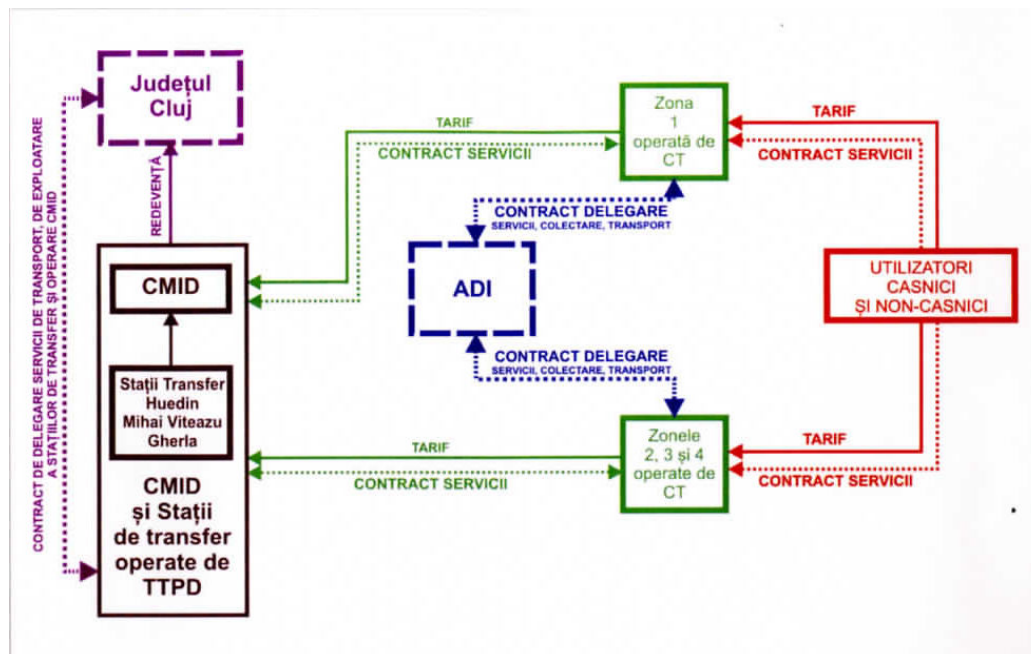 Județul
Cluj
CONTRACT DE DELEGARE SERVICII DE TRANSPORT, DE EXPLOATARE
A STAȚIILOR DE TRANSFER ȘI OPERARE CMID
REDEVENȚĂ
CMID
Stații Transfer
Huedin
Mihai Viteazu
Gherla
CMID
și Stații
de transfer
operate de
TTPD
TARIF
CONTRACT SERVICII
Zona
1
operată de
CT
TARIF
CONTRACT SERVICII
CONTRACT DELEGARE
SERVICII, COLECTARE, TRANSPORT
ADI
CONTRACT DELEGARE
SERVICII, COLECTARE, TRANSPORT
UTILIZATORI
CASNICI
ȘI NON-CASNICI
TARIF
CONTRACT SERVICII
Zonele
2, 3 și 4
operate de
CT
TARIF
CONTRACT SERVICII